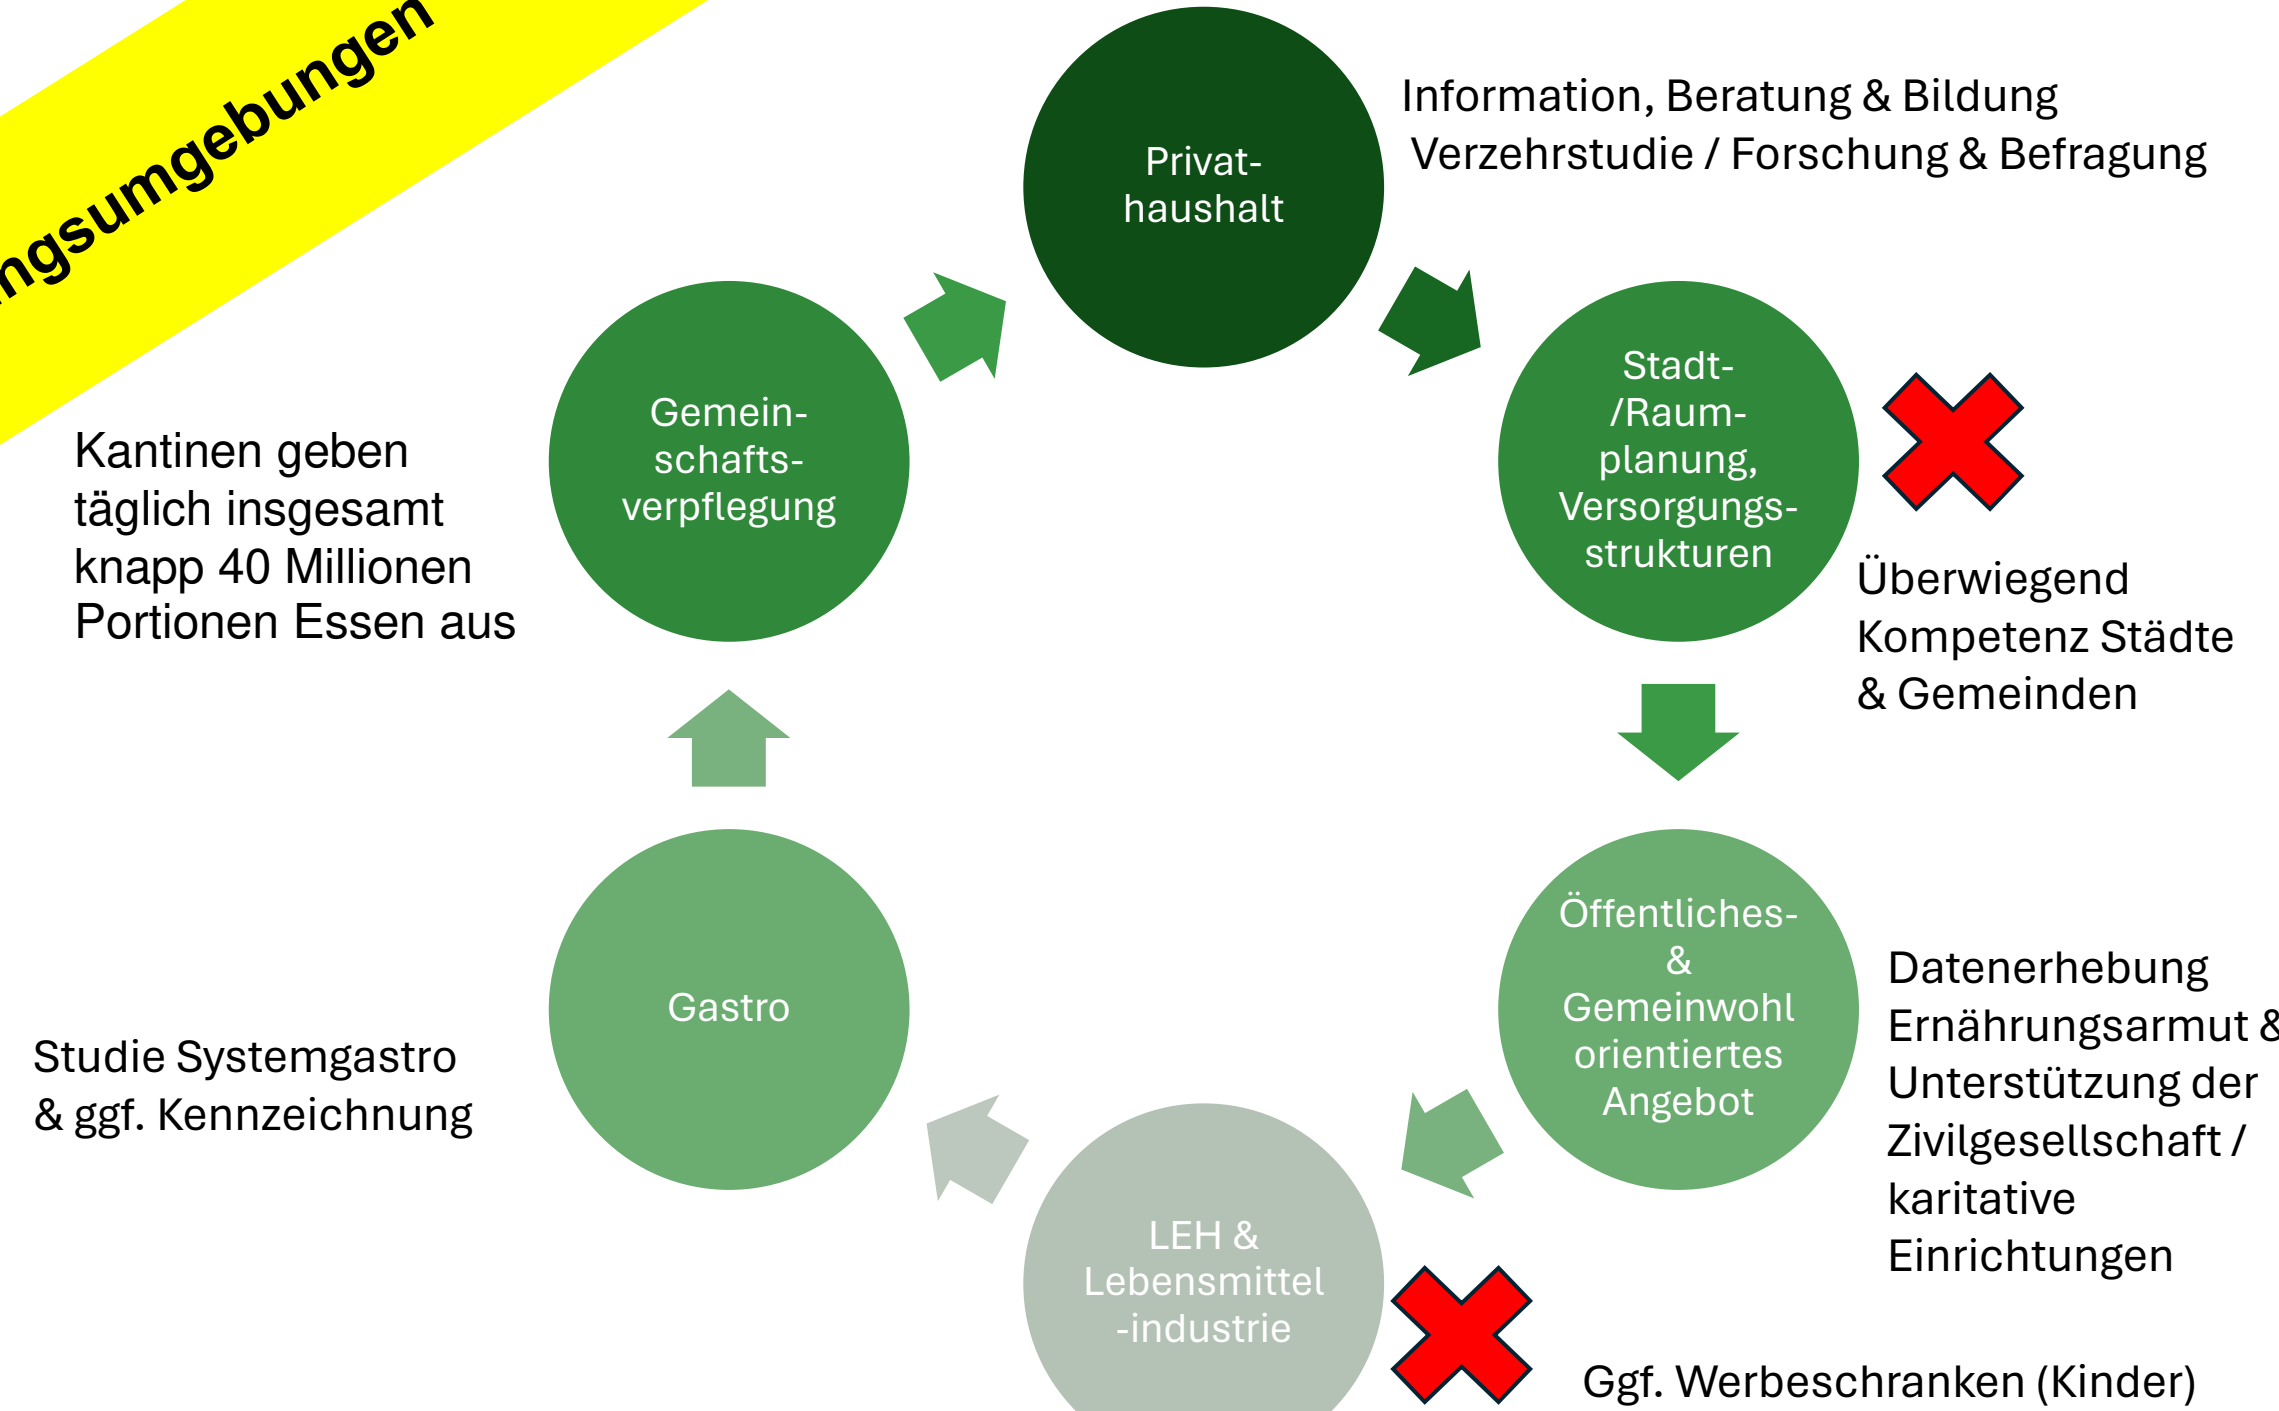 Privat-
haushalt
Information, Beratung & Bildung
Verzehrstudie / Forschung & Befragung
Stadt-
/Raum-
planung,
Versorgungs-
strukturen
Überwiegend
Kompetenz Städte
& Gemeinden
Öffentliches-
&
Gemeinwohl
orientiertes
Angebot
Datenerhebung
Ernährungsarmut &
Unterstützung der
Zivilgesellschaft /
karitative
Einrichtungen
LEH &
Lebensmittel
-industrie
Ggf. Werbeschranken (Kinder)
Gastro
Studie Systemgastro
& ggf. Kennzeichnung
Gemein-
schafts-
verpflegung
Kantinen geben
täglich insgesamt
knapp 40 Millionen
Portionen Essen aus
ngsumgebungen